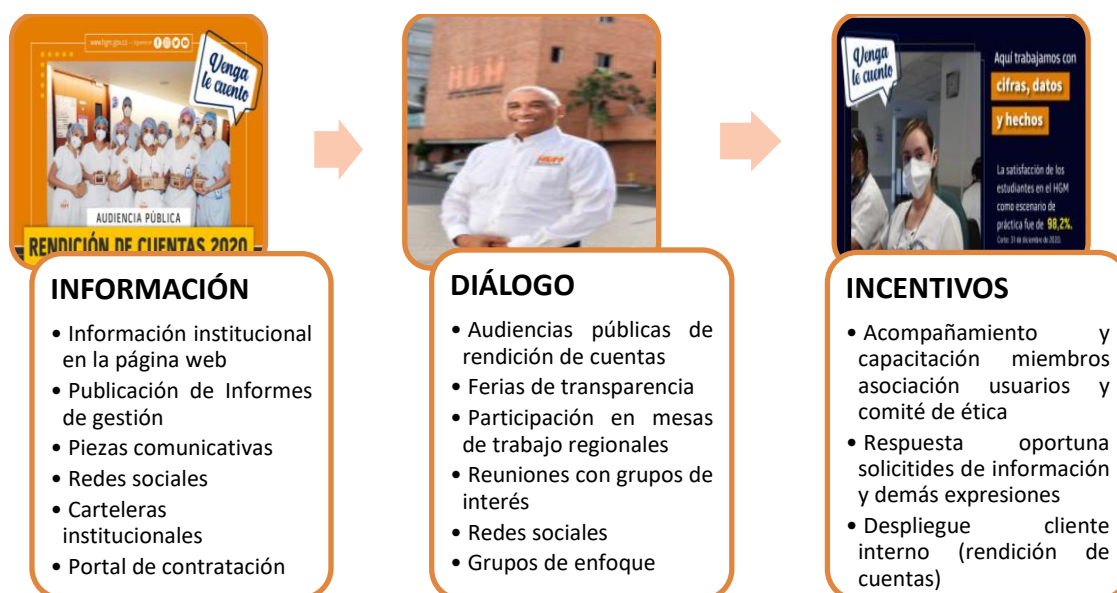 www.hgm.gov.co
Venga
le cuento
AUDIENCIA PÚBLICA
RENDICIÓN DE CUENTAS 2020
INFORMACIÓN
• Información institucional
en la página web
• Publicación de Informes
de gestión
• Piezas comunicativas
• Redes sociales
• Carteleras
institucionales
• Portal de contratación
HGM
HGM
DIÁLOGO
• Audiencias públicas de
rendición de cuentas
• Ferias de transparencia
• Participación en mesas
de trabajo regionales
• Reuniones con grupos de
interés
• Redes sociales
• Grupos de enfoque
Venga
le cuento
Aquí trabajamos con
cifras, datos
y hechos
La satisfacción de los
estudiantes en el HGM
como escenario de
práctica fue de 98,2%.
Corte: 31 de diciembre de 2020.
INCENTIVOS
• Acompañamiento y
capacitación miembros
asociación usuarios y
comité de ética
• Respuesta oportuna
solicitides de información
y demás expresiones
• Despliegue cliente
interno (rendición de
cuentas)